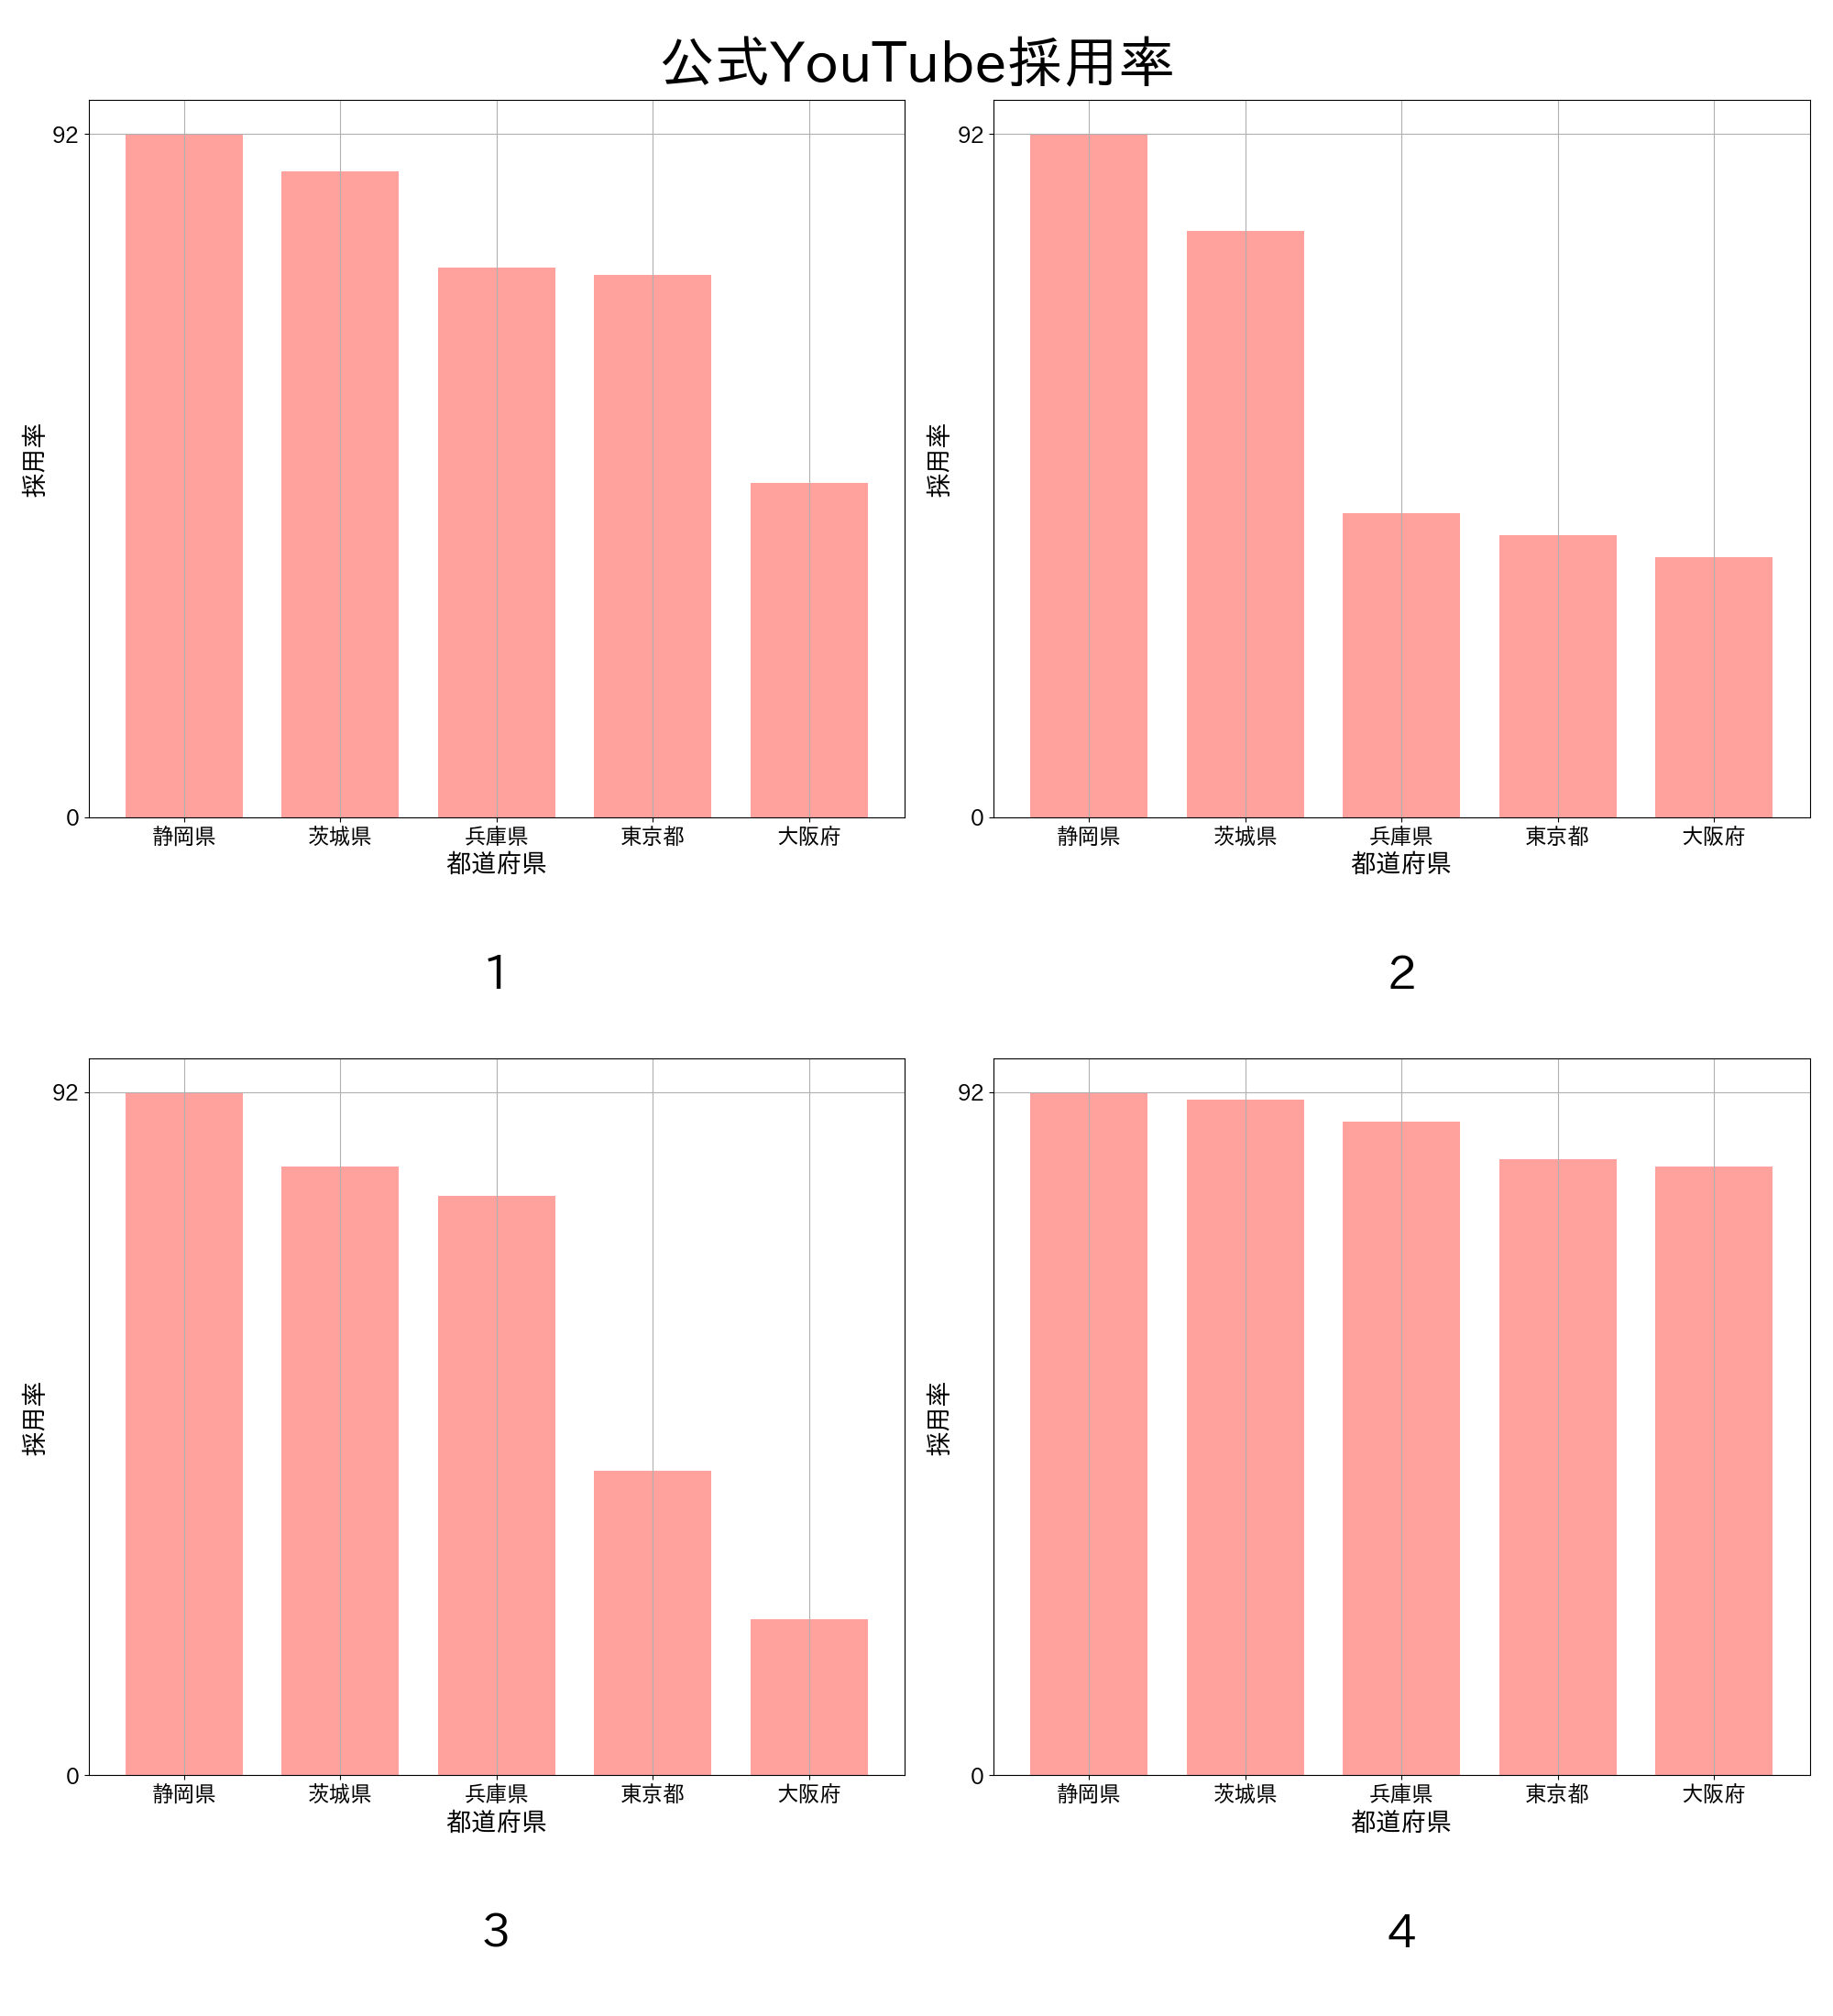 公式YouTube採用率
92
0
採用率
静岡県 茨城県 兵庫県 東京都 大阪府
都道府県
1
92
0
採用率
静岡県 茨城県 兵庫県 東京都 大阪府
都道府県
2
92
0
採用率
静岡県 茨城県 兵庫県 東京都 大阪府
都道府県
3
92
0
採用率
静岡県 茨城県 兵庫県 東京都 大阪府
都道府県
4